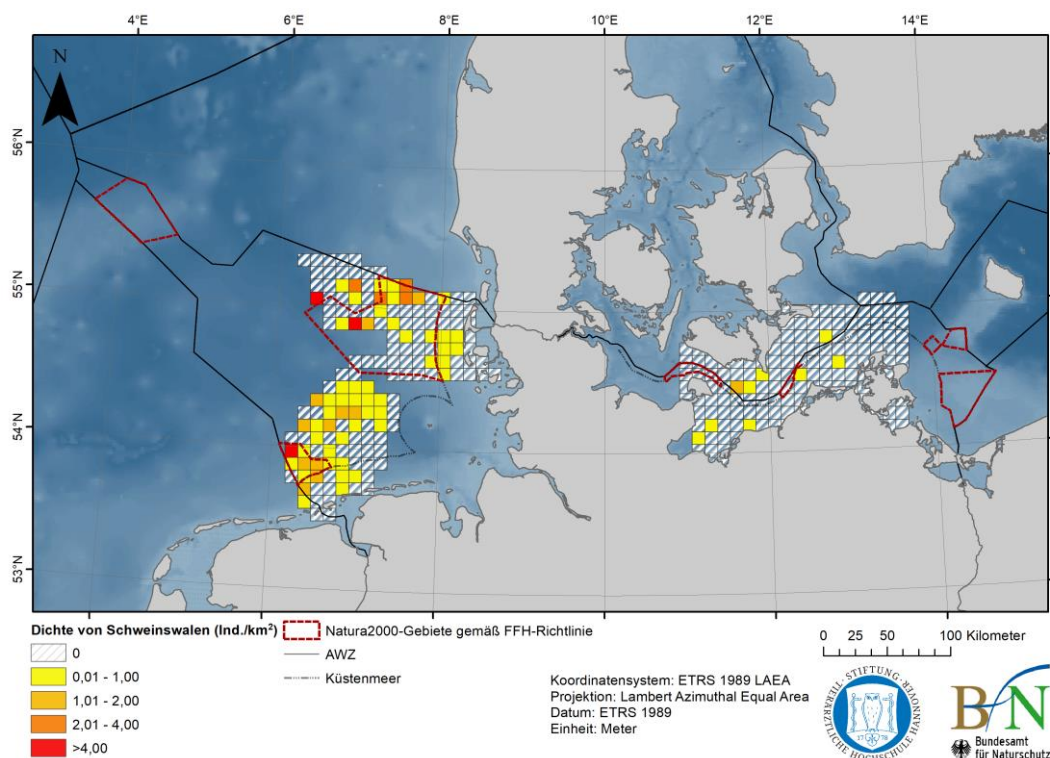 4°E 6°E 8°E 10°E 12°E 14°E
N
56°N
55°N
54°N
53°N
Dichte von Schweinswalen (Ind./km²)
0
0,01 - 1,00
1,01 - 2,00
2,01 - 4,00
>4,00
Natura2000-Gebiete gemäß FFH-Richtlinie
AWZ
Küstenmeer
0 25 50 100 Kilometer
Koordinatensystem: ETRS 1989 LAEA
Projektion: Lambert Azimuthal Equal Area
Datum: ETRS 1989
Einheit: Meter
STIFTUNG
TIERÄRZTLICHE HOCHSCHULE HANNOVER
1778
BfN
Bundesamt
für Naturschutz